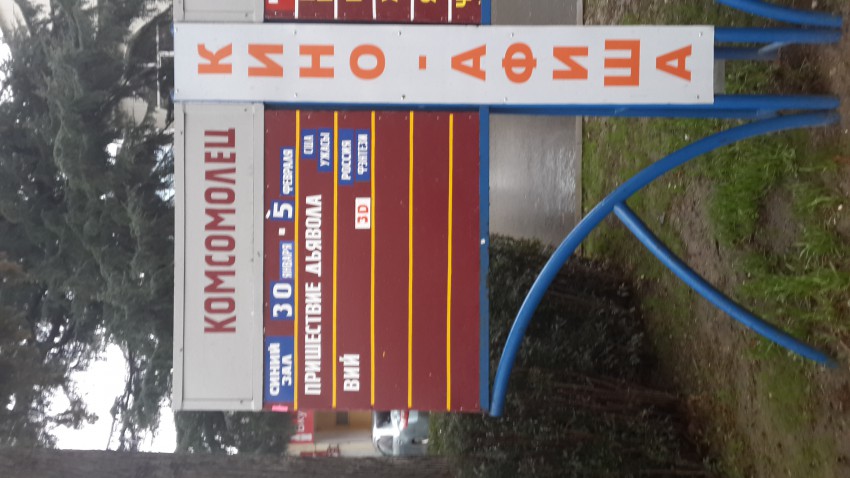 КИНО-АФИША
КОМСОМОЛЕЦ
СИНИЙ ЗАЛ 30 ЯНВАРЯ - 5 ФЕВРАЛЯ
ПРИШЕСТВИЕ ДЬЯВОЛА США УЖАСЫ
ВИЙ 3D РОССИЯ ФЭНТЕЗИ